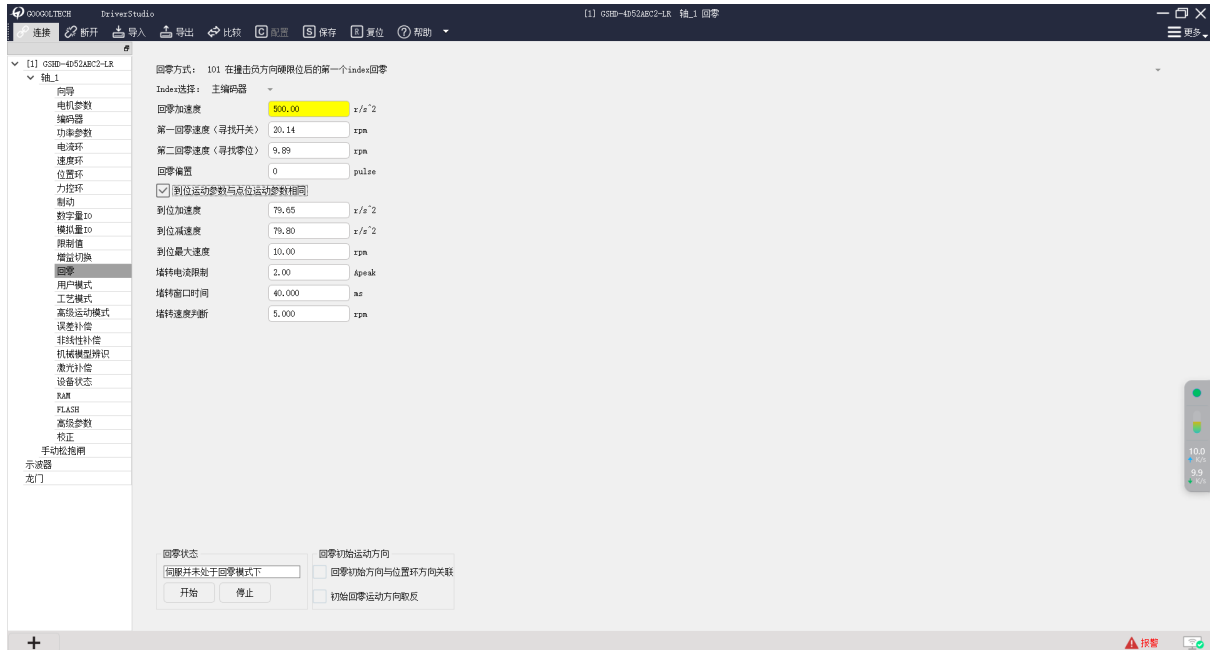 GOOGOLTECH DriverStudio [1] GSHD-4D52AEC2-LR 轴_1 回零
连接 断开 导入 导出 比较 C 配置 S 保存 R 复位 ? 帮助 更多
[1] GSHD-4D52AEC2-LR
轴_1
向导
电机参数
编码器
功率参数
电流环
速度环
位置环
力控环
制动
数字量IO
模拟量IO
限制值
增益切换
回零
用户模式
工艺模式
高级运动模式
误差补偿
非线性补偿
机械模型辨识
激光补偿
设备状态
RAM
FLASH
高级参数
校正
手动松抱闸
示波器
龙门
回零方式: 101 在撞击负方向硬限位后的第一个index回零
Index选择: 主编码器
回零加速度 500.00 r/s^2
第一回零速度（寻找开关） 20.14 rpm
第二回零速度（寻找零位） 9.89 rpm
回零偏置 0 pulse
到位运动参数与点位运动参数相同
到位加速度 79.65 r/s^2
到位减速度 79.80 r/s^2
到位最大速度 10.00 rpm
堵转电流限制 2.00 Apeak
堵转窗口时间 40.000 ms
堵转速度判断 5.000 rpm
10.0
K/s
9.9
K/s
回零状态
伺服并未处于回零模式下
开始 停止
回零初始运动方向
回零初始方向与位置环方向关联
初始回零运动方向取反
报警